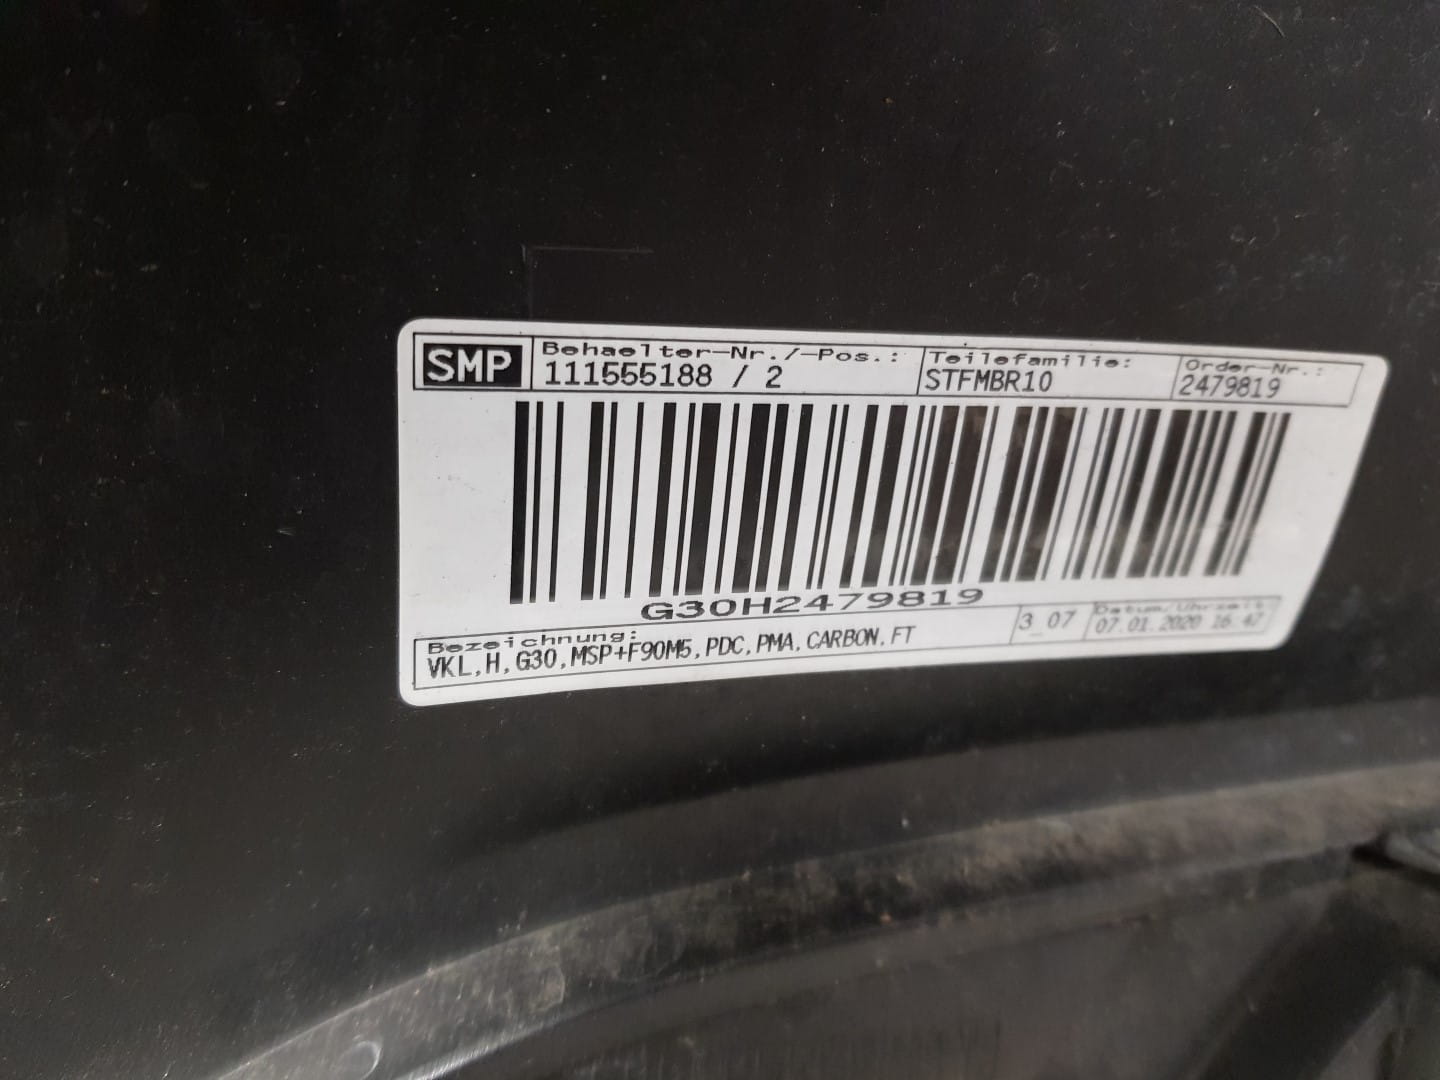 SMP
Behaelter-Nr./-Pos.:
111555188 / 2
Teilefamilie:
STFMBR10
Order-Nr.:
2479819
G30H2479819
Bezeichnung:
VKL,H,G30,MSP+F90M5,PDC,PMA,CARBON,FT
3_07
Datum/Uhrzeit:
07.01.2020 16:47